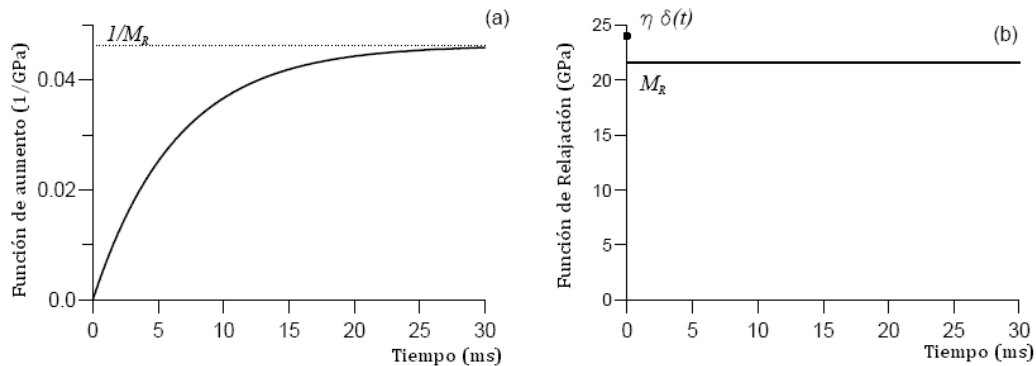 (a)
1/M_R
0.04
0.02
0.0
Función de aumento (1/GPa)
0 5 10 15 20 25 30
Tiempo (ms)
η δ(t)
(b)
M_R
25
20
15
10
5
0
Función de Relajación (GPa)
0 5 10 15 20 25 30
Tiempo (ms)